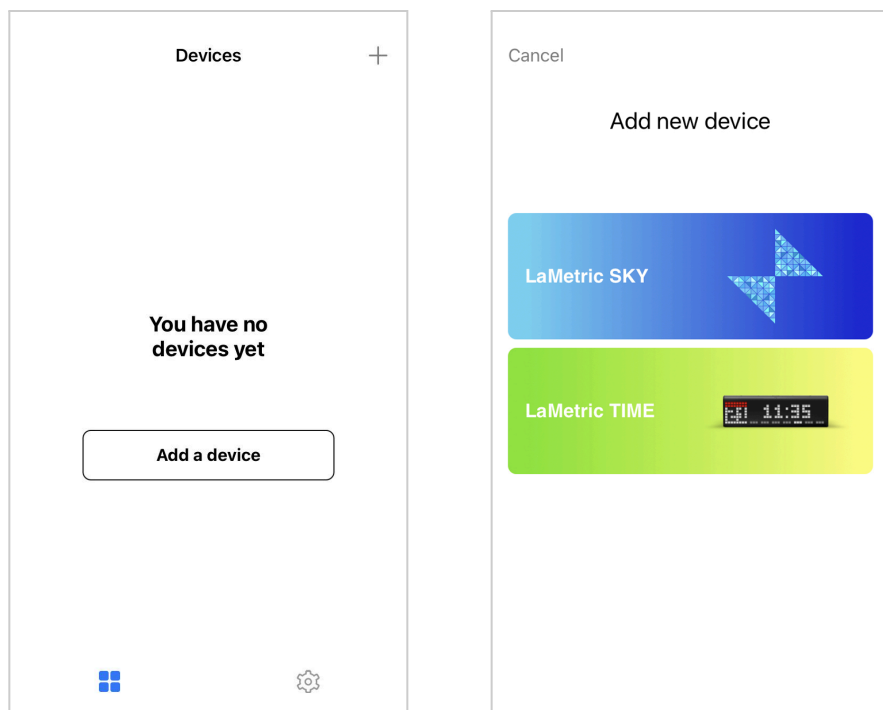 Devices
You have no
devices yet
Add a device
Cancel
Add new device
LaMetric SKY
LaMetric TIME
11:35